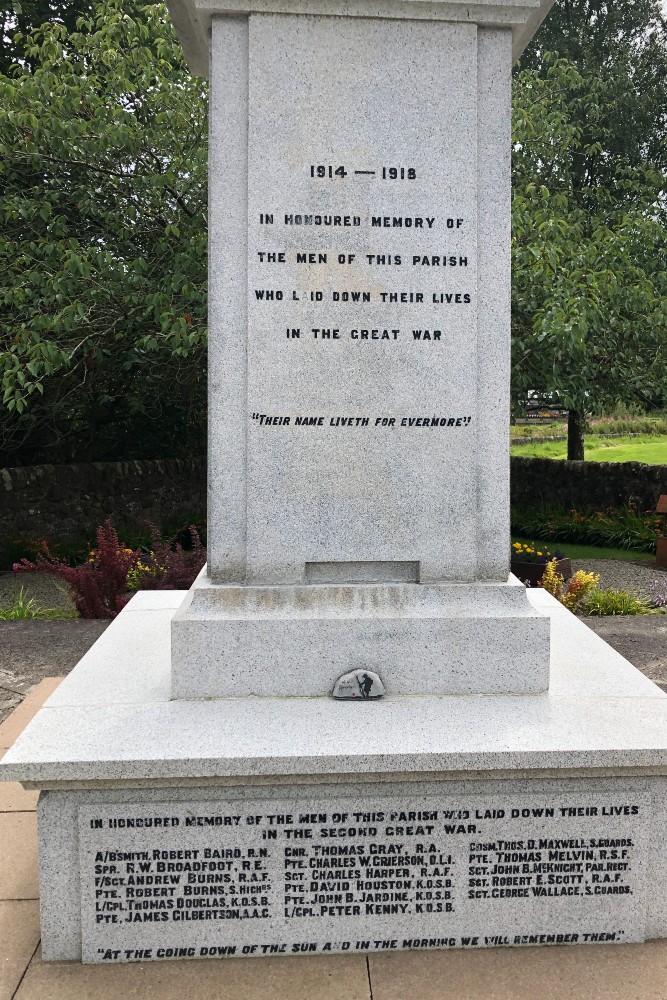 1914 — 1918
IN HONOURED MEMORY OF
THE MEN OF THIS PARISH
WHO LAID DOWN THEIR LIVES
IN THE GREAT WAR
"THEIR NAME LIVETH FOR EVERMORE".
IN HONOURED MEMORY OF THE MEN OF THIS PARISH WHO LAID DOWN THEIR LIVES
IN THE SECOND GREAT WAR.
A/BSMITH, ROBERT BAIRD, R.N.
SPR. R.W. BROADFOOT, R.E.
F/SGT. ANDREW BURNS, R.A.F.
PTE. ROBERT BURNS, S.HIGHRS
L/CPL. THOMAS DOUGLAS, K.O.S.B.
PTE. JAMES GILBERTSON, A.A.C.
GNR. THOMAS GRAY, R.A.
PTE. CHARLES W. GRIERSON, D.L.I.
SGT. CHARLES HARPER, R.A.F.
PTE. DAVID HOUSTON, K.O.S.B.
PTE. JOHN B. JARDINE, K.O.S.B.
L/CPL. PETER KENNY, K.O.S.B.
GDSM. THOS. D. MAXWELL, S.GUARDS.
PTE. THOMAS MELVIN, R.S.F.
SGT. JOHN B. McKNIGHT, PAR. REGT.
SGT. ROBERT E. SCOTT, R.A.F.
SGT. GEORGE WALLACE, S.GUARDS.
"AT THE GOING DOWN OF THE SUN AND IN THE MORNING WE WILL REMEMBER THEM."